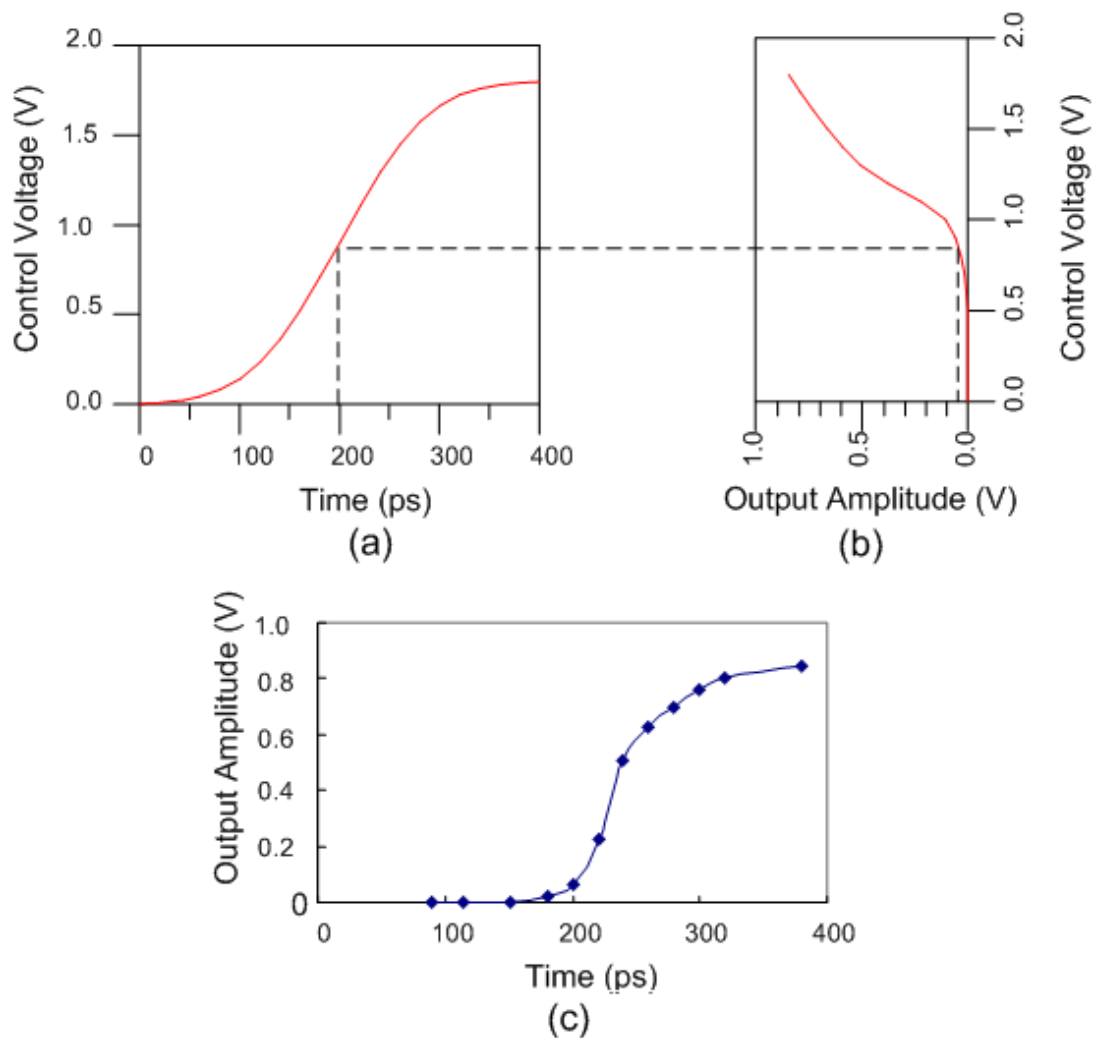 2.0
1.5
1.0
0.5
0.0
Control Voltage (V)
0 100 200 300 400
Time (ps)
(a)
2.0
1.5
1.0
0.5
0.0
Control Voltage (V)
1.0 0.5 0.0
Output Amplitude (V)
(b)
1.0
0.8
0.6
0.4
0.2
0
Output Amplitude (V)
0 100 200 300 400
Time (ps)
(c)